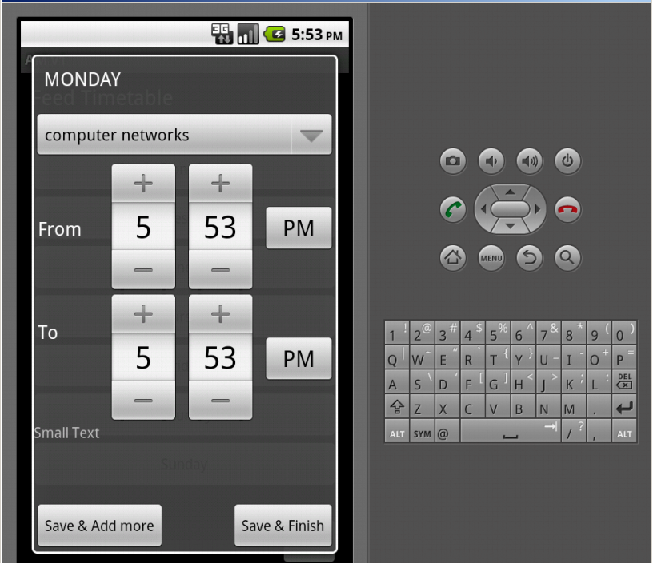 3G 5:53 PM
MONDAY
Feed Timetable
computer networks
5 53
From PM
5 53
To PM
Small Text
Sunday
Save & Add more Save & Finish
MENU
1 ! 2 @ 3 # 4 $ 5 % 6 ^ 7 & 8 * 9 ( 0 )
Q W E R T Y U I O P
A S D F G H J K L DEL
Z X C V B N M .
ALT SYM @ / ? , ALT